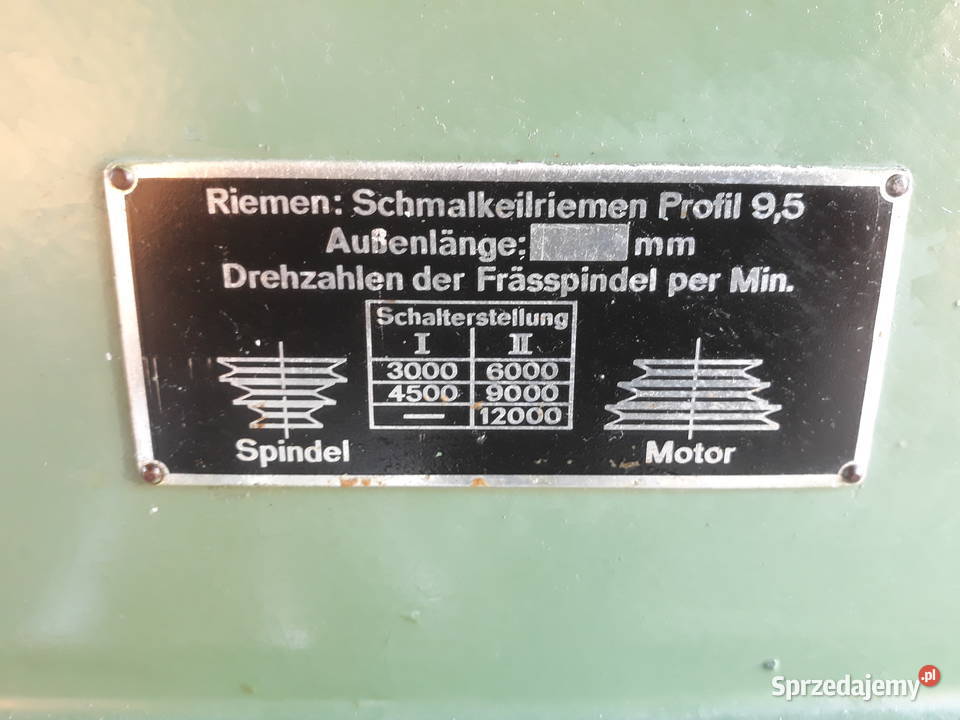 Riemen: Schmalkeilriemen Profil 9,5
Außenlänge: mm
Drehzahlen der Frässpindel per Min.
Schalterstellung
I II
3000 6000
4500 9000
— 12000
Spindel
Motor
Sprzedajemy.pl